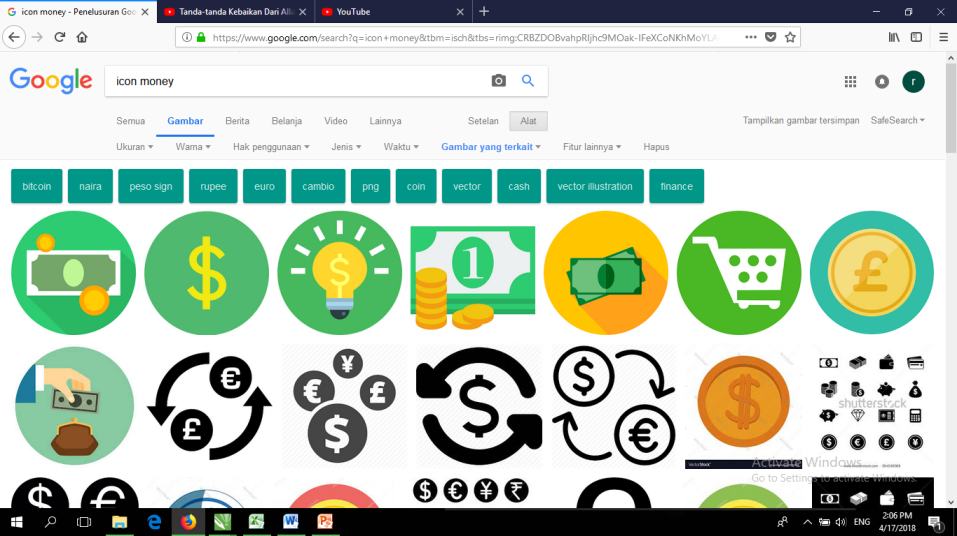 icon money - Penelusuran Goo
Tanda-tanda Kebaikan Dari Alla
YouTube
https://www.google.com/search?q=icon+money&tbm=isch&tbs=rimg:CRBZDOBvahpRIjhc9MOak-IFeXCoNKhMoYLA
Google
icon money
r
Semua Gambar Berita Belanja Video Lainnya Setelan Alat
Tampilkan gambar tersimpan SafeSearch
Ukuran Warna Hak penggunaan Jenis Waktu Gambar yang terkait Fitur lainnya Hapus
bitcoin naira peso sign rupee euro cambio png coin vector cash vector illustration finance
$ $ 1 £
€ £
¥ € £ $
$
$ €
$
shutterstock
$ € £ ¥
VectorStock
Activate Windows
Go to Settings to activate Windows.
$ €
$ € ¥ ₹
ENG
2:06 PM
4/17/2018
1